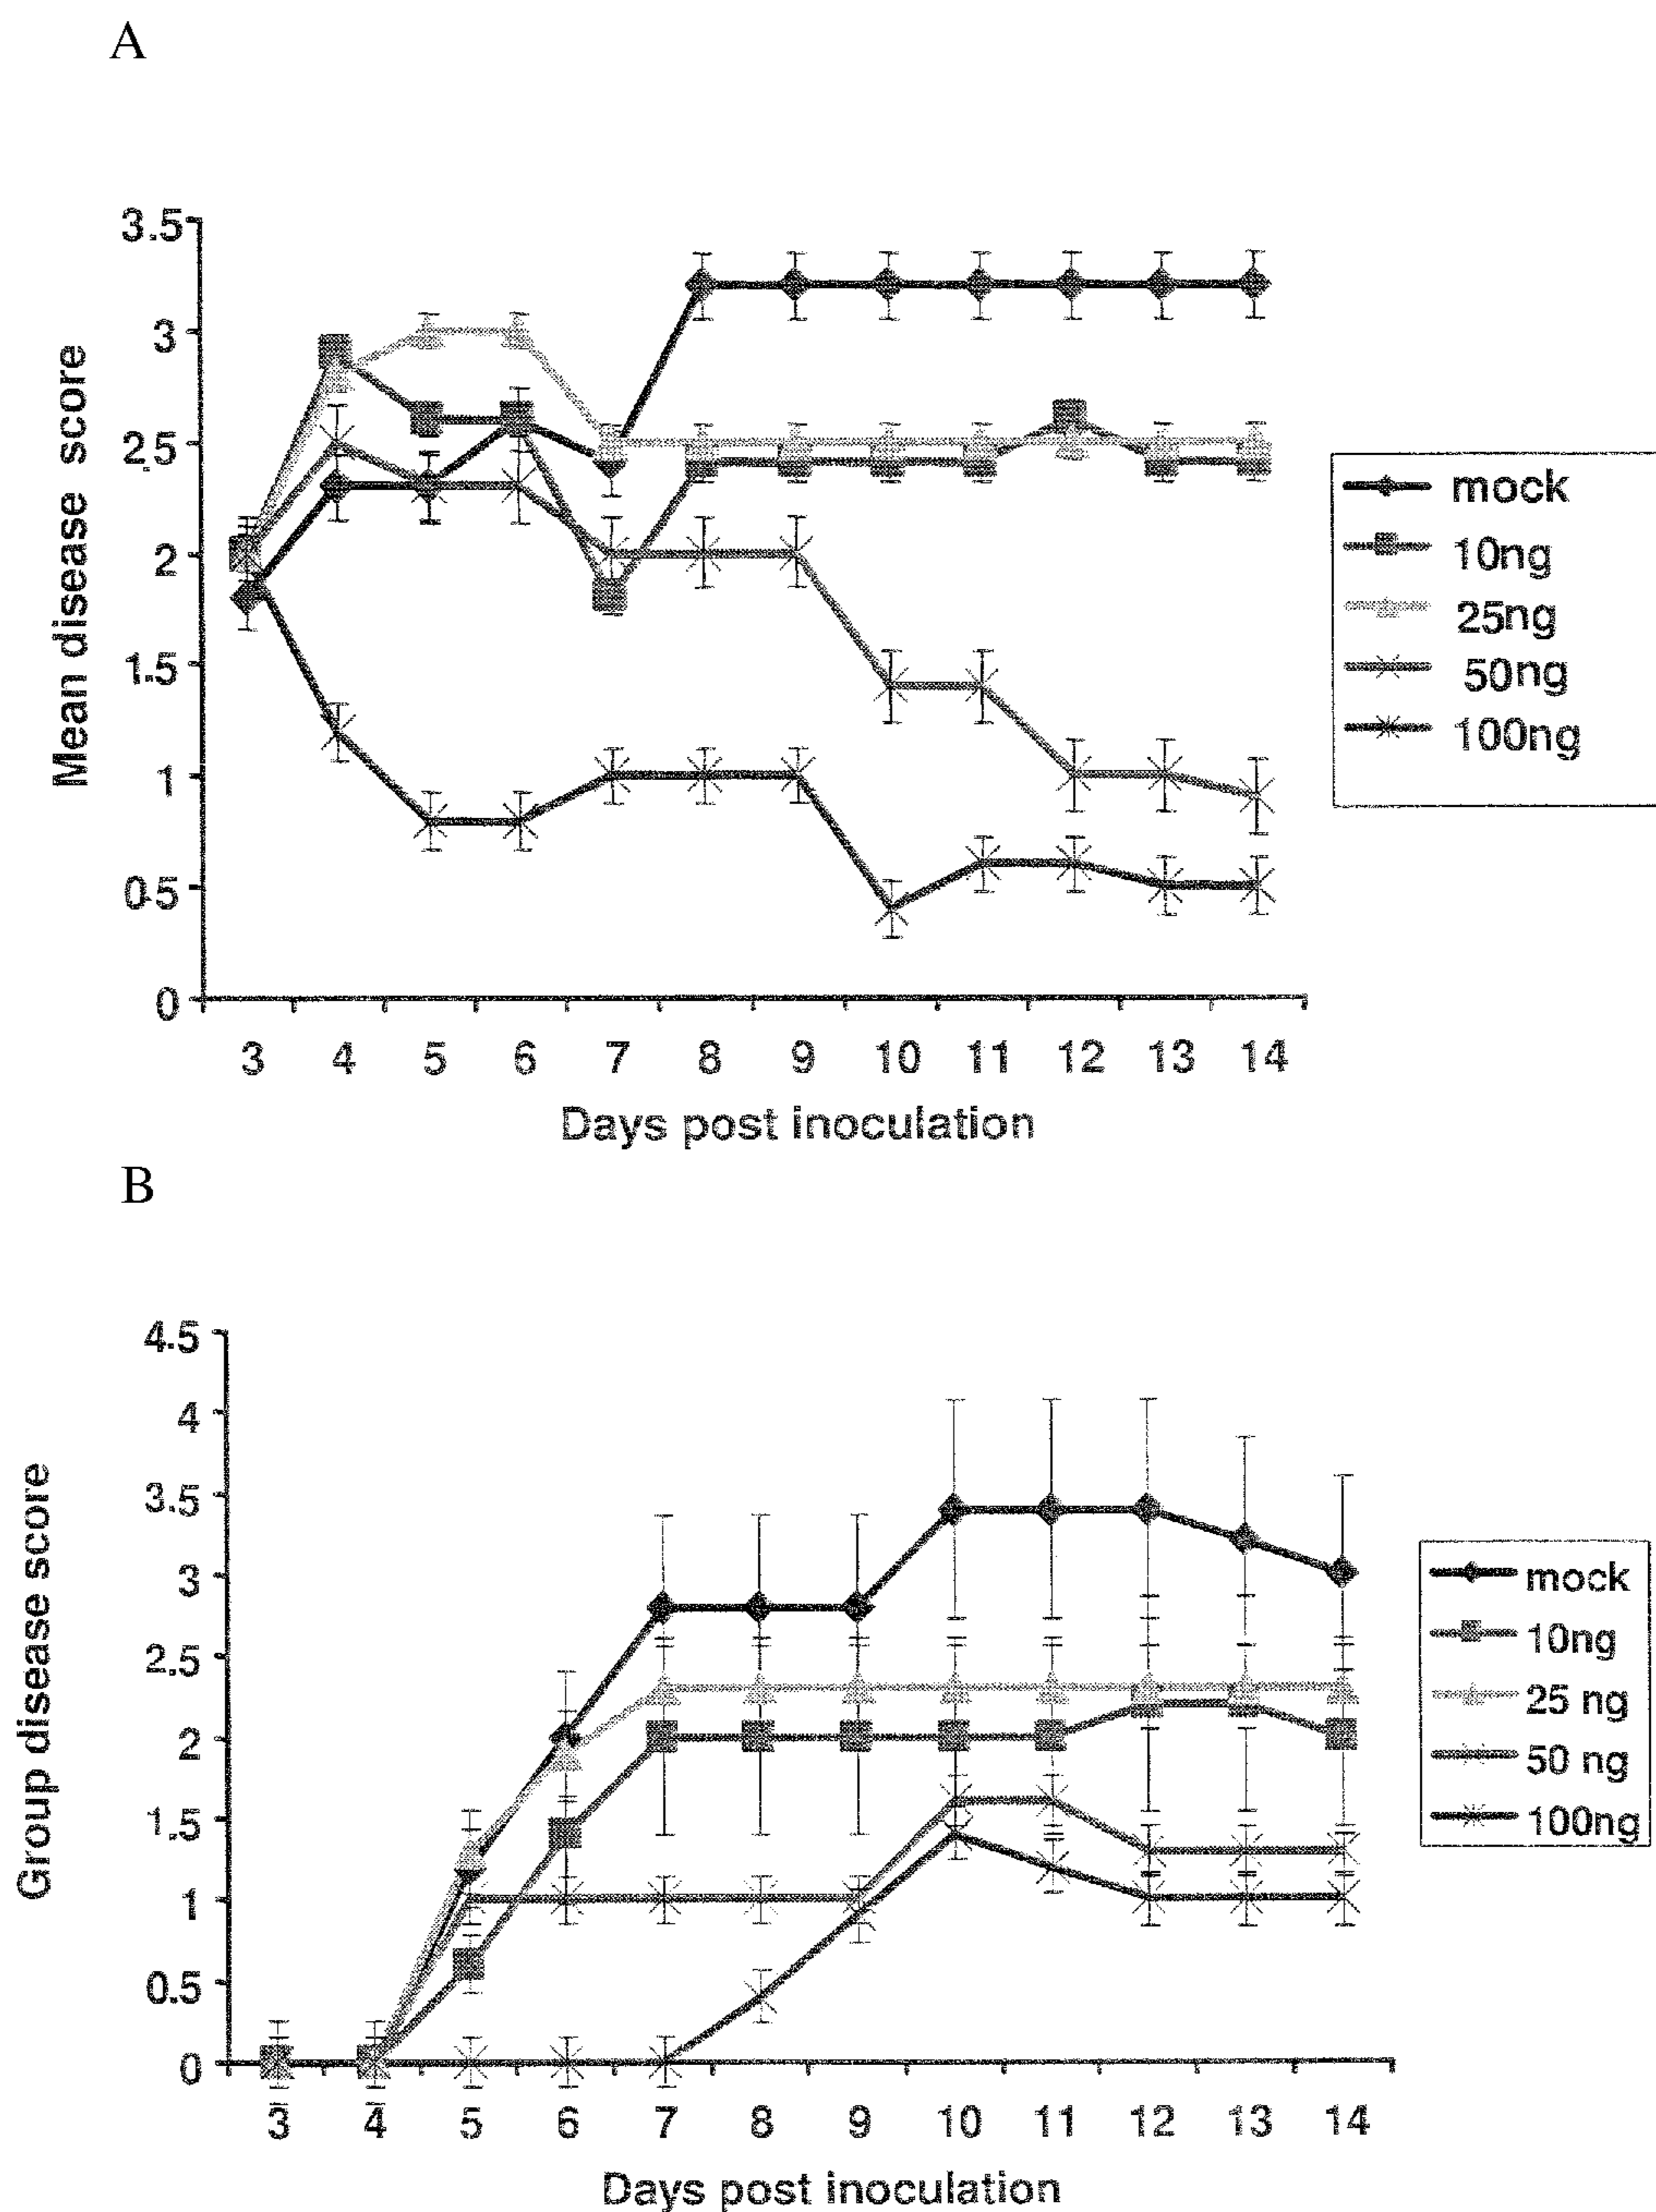 A
Mean disease score
3.5
3
2.5
2
1.5
1
0.5
0
3 4 5 6 7 8 9 10 11 12 13 14
Days post inoculation
mock
10ng
25ng
50ng
100ng
B
Group disease score
4.5
4
3.5
3
2.5
2
1.5
1
0.5
0
3 4 5 6 7 8 9 10 11 12 13 14
Days post inoculation
mock
10ng
25 ng
50 ng
100ng